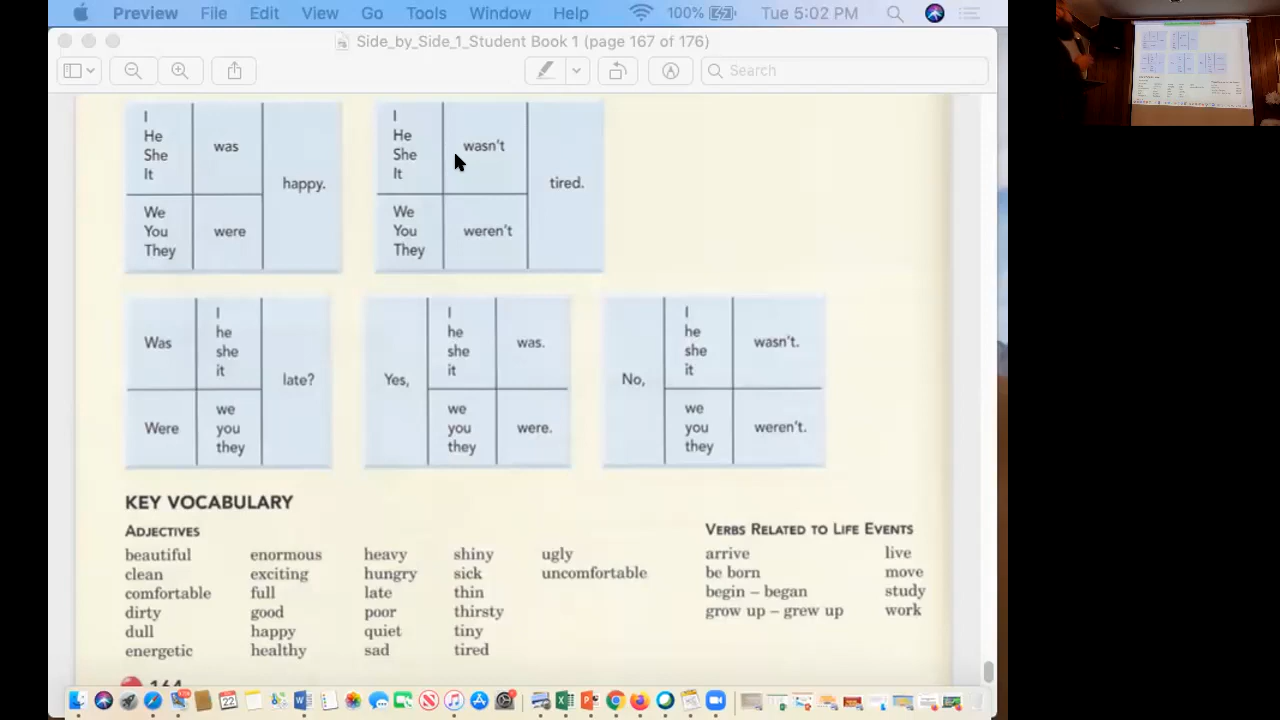 Preview File Edit View Go Tools Window Help 100% Tue 5:02 PM
Side_by_Side_1_Student Book 1 (page 167 of 176)
Search
I
He
She
It
was
We
You
They
were
happy.
I
He
She
It
wasn't
We
You
They
weren't
tired.
Was
I
he
she
it
Were
we
you
they
late?
Yes,
I
he
she
it
was.
we
you
they
were.
No,
I
he
she
it
wasn't.
we
you
they
weren't.
KEY VOCABULARY
ADJECTIVES
beautiful
clean
comfortable
dirty
dull
energetic
enormous
exciting
full
good
happy
healthy
heavy
hungry
late
poor
quiet
sad
shiny
sick
thin
thirsty
tiny
tired
ugly
uncomfortable
VERBS RELATED TO LIFE EVENTS
arrive
be born
begin – began
grow up – grew up
live
move
study
work
164
22